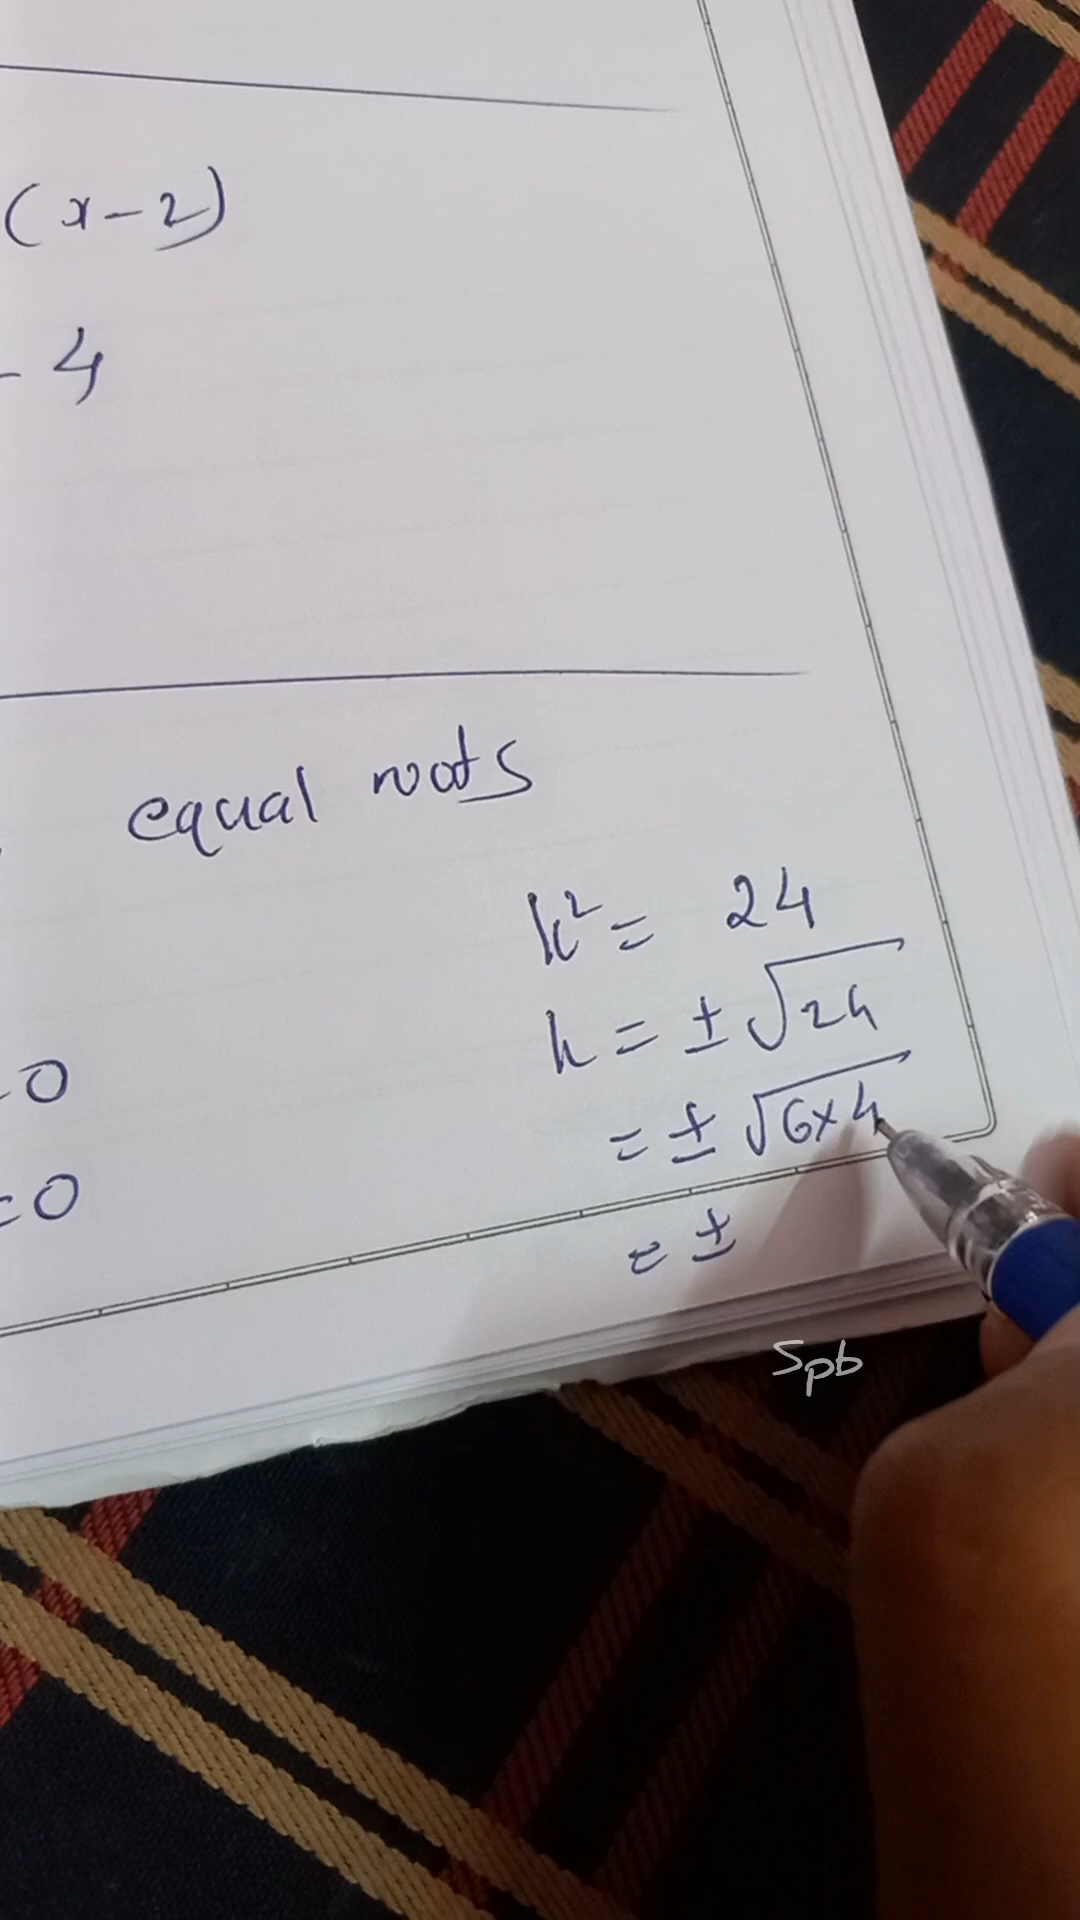 (x-2)
- 4
equal roots
k² = 24
k = ± √24
= ± √6×4
- 0
= 0
= ±
Spb